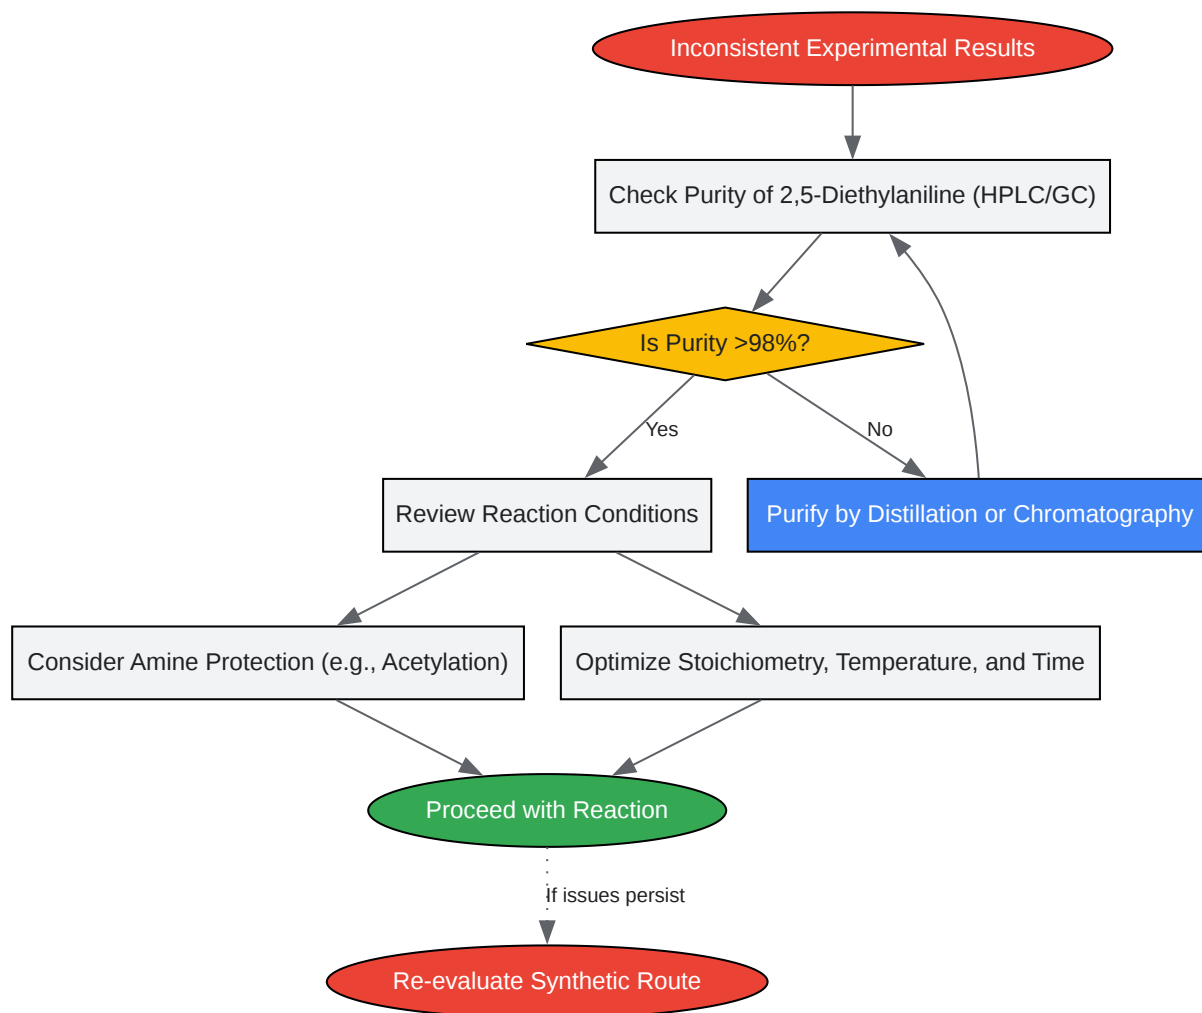 Inconsistent Experimental Results
Check Purity of 2,5-Diethylaniline (HPLC/GC)
Is Purity >98%?
Yes
No
Review Reaction Conditions
Purify by Distillation or Chromatography
Consider Amine Protection (e.g., Acetylation)
Optimize Stoichiometry, Temperature, and Time
Proceed with Reaction
If issues persist
Re-evaluate Synthetic Route